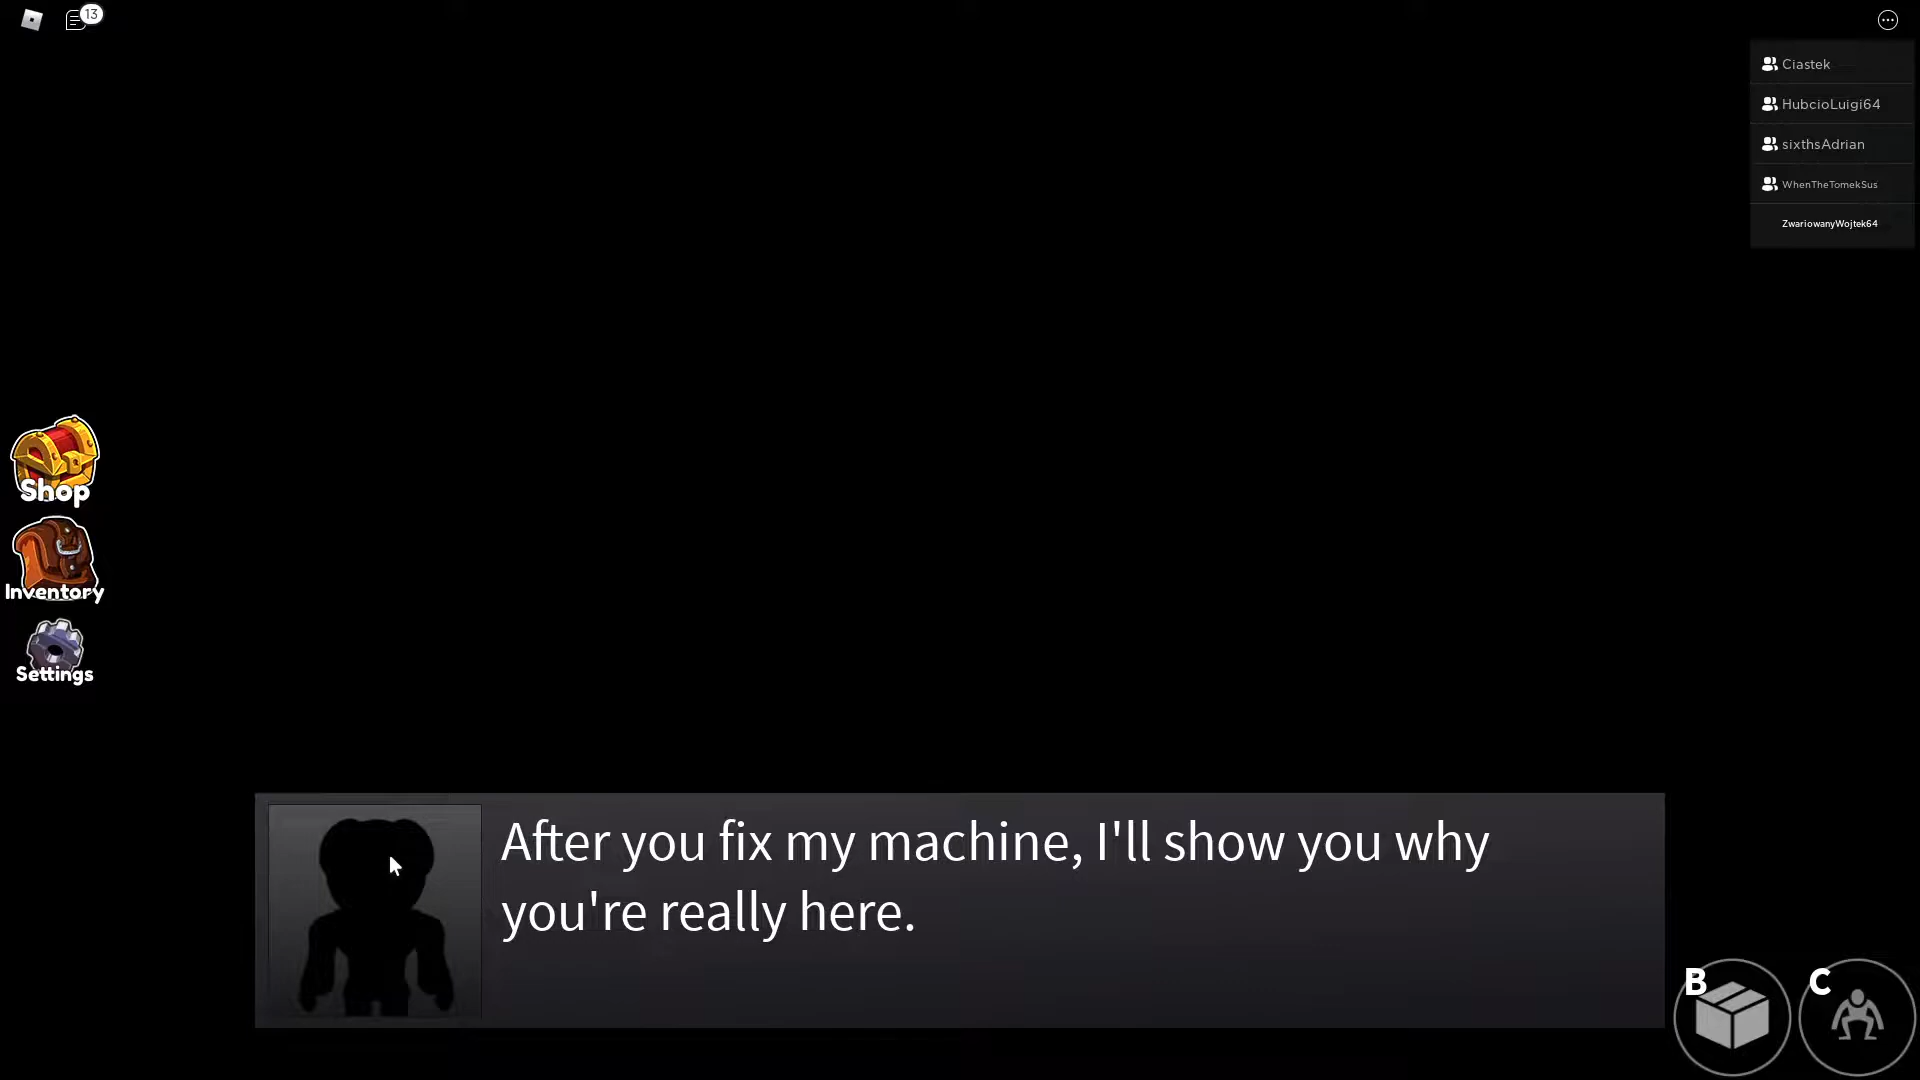 13
Ciastek
HubcioLuigi64
sixthsAdrian
WhenTheTomekSus
ZwariowanyWojtek64
Shop
Inventory
Settings
After you fix my machine, I'll show you why
you're really here.
B
C